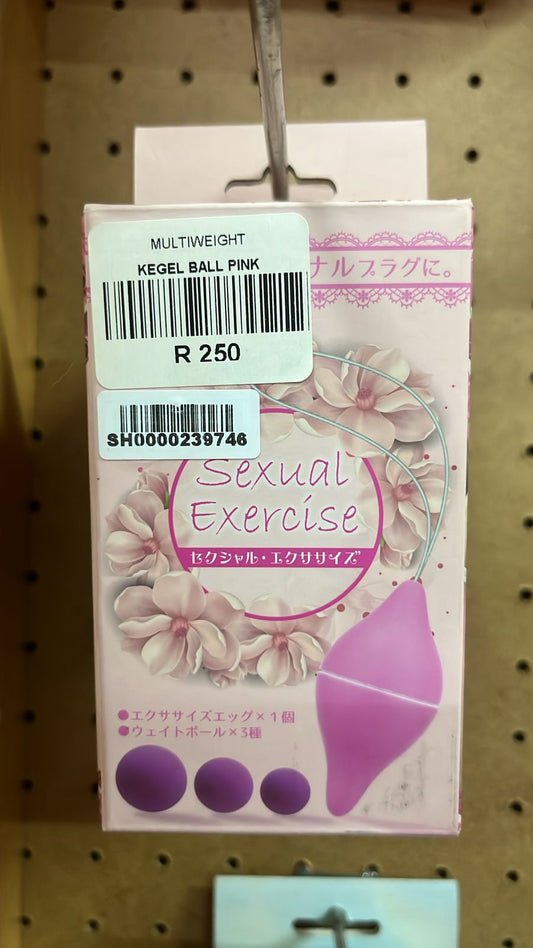 MULTIWEIGHT
KEGEL BALL PINK
R 250
ナルプラグに。
SH0000239746
Sexual
Exercise
セクシャル・エクササイズ
●エクササイズエッグ×1個
●ウェイトボール×3種